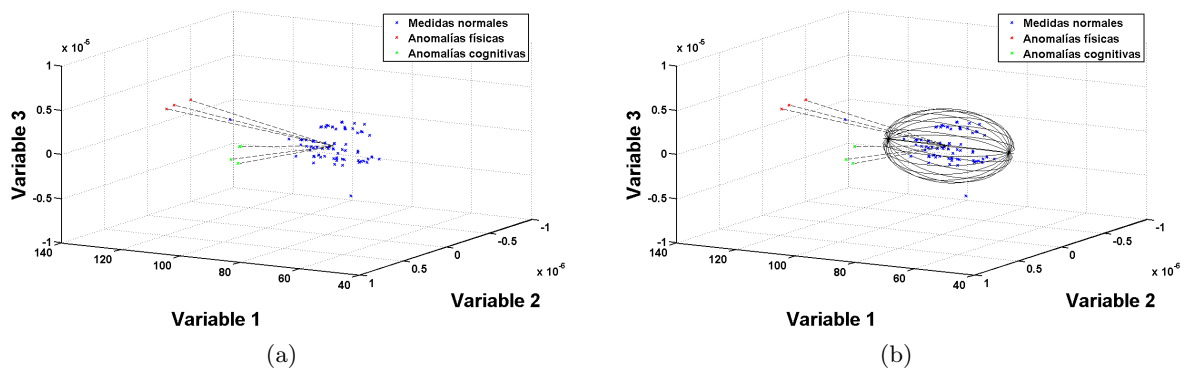 Medidas normales
Anomalías físicas
Anomalías cognitivas
x 10⁻⁵
1
0.5
0
-0.5
-1
Variable 3
140
120
100
80
60
40
Variable 1
1
0.5
0
-0.5
-1
x 10⁻⁶
Variable 2
(a)
Medidas normales
Anomalías físicas
Anomalías cognitivas
x 10⁻⁵
1
0.5
0
-0.5
-1
Variable 3
140
120
100
80
60
40
Variable 1
1
0.5
0
-0.5
-1
x 10⁻⁶
Variable 2
(b)